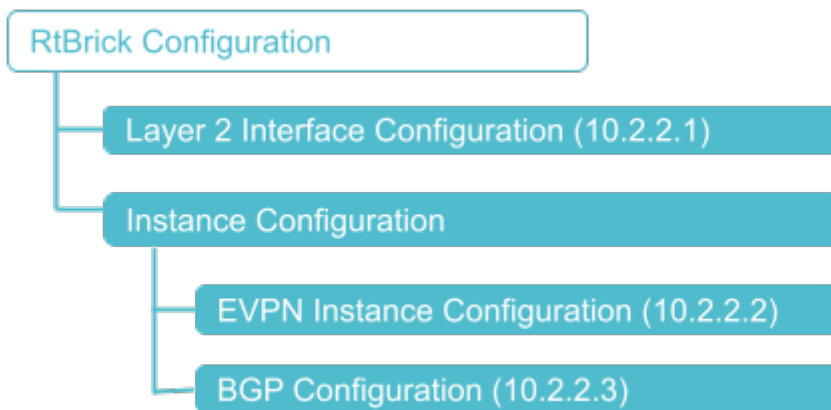 RtBrick Configuration
Layer 2 Interface Configuration (10.2.2.1)
Instance Configuration
EVPN Instance Configuration (10.2.2.2)
BGP Configuration (10.2.2.3)